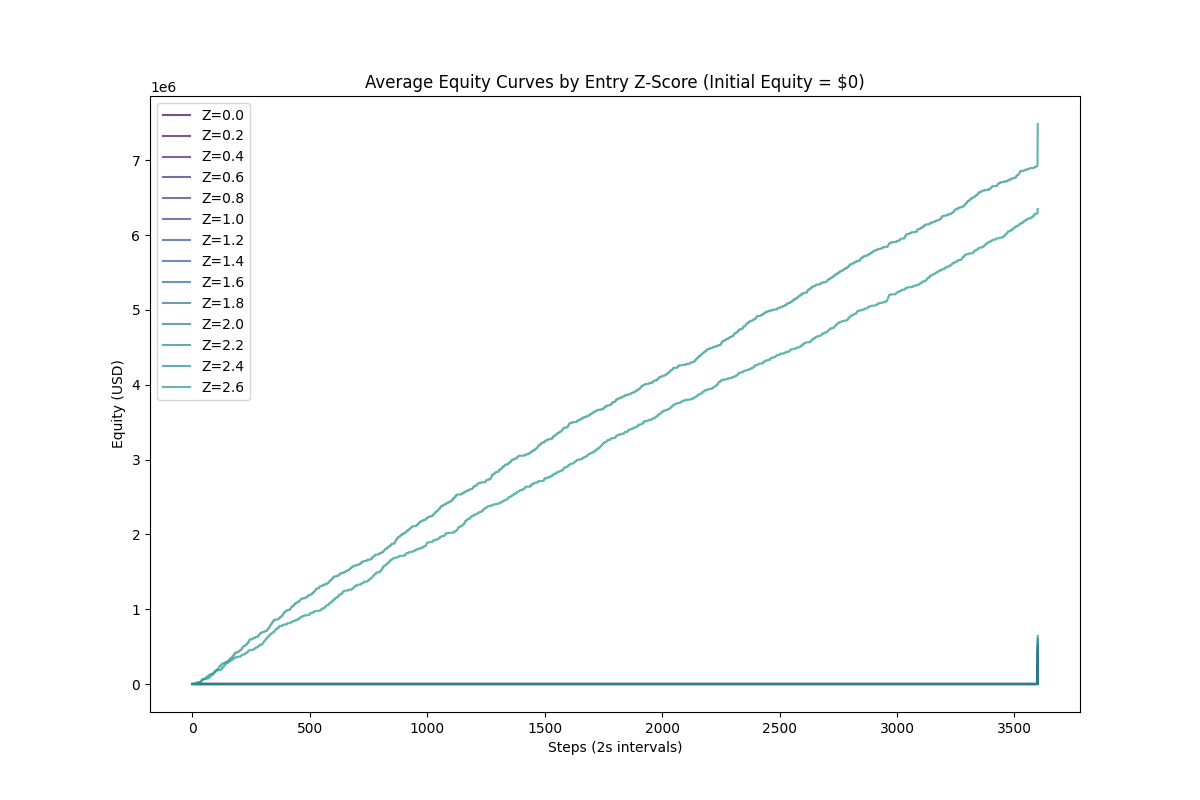 Average Equity Curves by Entry Z-Score (Initial Equity = $0)
1e6
Z=0.0
Z=0.2
Z=0.4
Z=0.6
Z=0.8
Z=1.0
Z=1.2
Z=1.4
Z=1.6
Z=1.8
Z=2.0
Z=2.2
Z=2.4
Z=2.6
7
6
5
4
3
2
1
0
Equity (USD)
0 500 1000 1500 2000 2500 3000 3500
Steps (2s intervals)